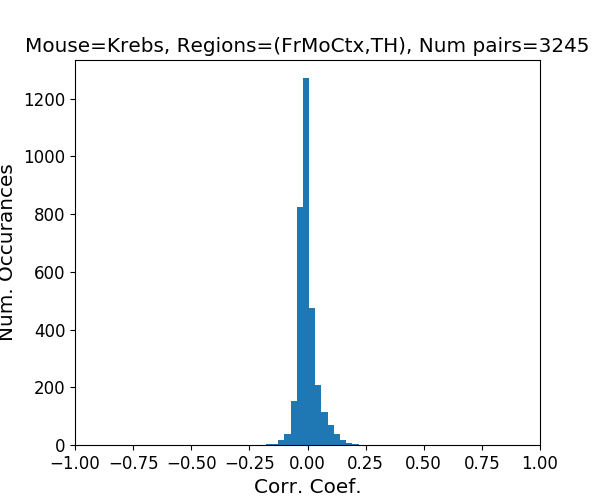 Mouse=Krebs, Regions=(FrMoCtx,TH), Num pairs=3245
1200
1000
800
600
400
200
0
Num. Occurances
−1.00 −0.75 −0.50 −0.25 0.00 0.25 0.50 0.75 1.00
Corr. Coef.